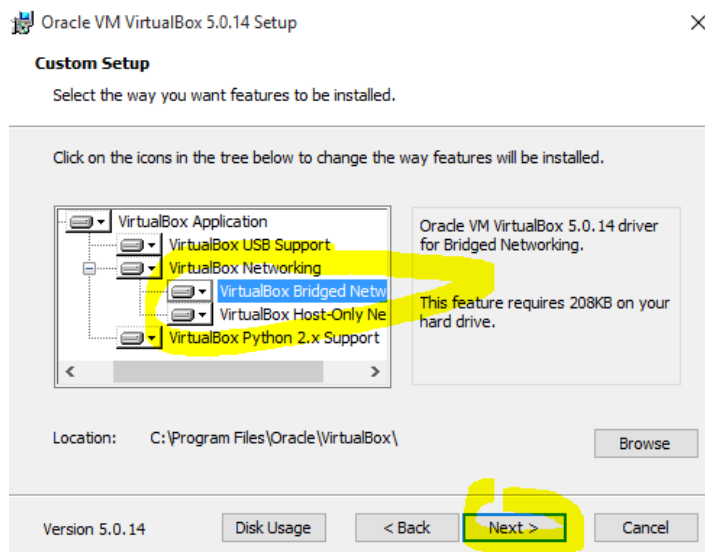 Oracle VM VirtualBox 5.0.14 Setup
Custom Setup
Select the way you want features to be installed.
Click on the icons in the tree below to change the way features will be installed.
VirtualBox Application
VirtualBox USB Support
VirtualBox Networking
VirtualBox Bridged Netw
VirtualBox Host-Only Ne
VirtualBox Python 2.x Support
Oracle VM VirtualBox 5.0.14 driver
for Bridged Networking.
This feature requires 208KB on your
hard drive.
Location: C:\Program Files\Oracle\VirtualBox\
Browse
Version 5.0.14
Disk Usage
< Back
Next >
Cancel